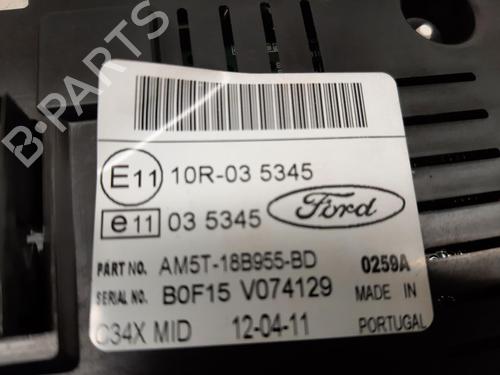 B-PARTS
E11 10R-03 5345
e11 03 5345 Ford
PART NO. AM5T-18B955-BD 0259A
SERIAL NO. B0F15 V074129 MADE IN
C34X MID 12-04-11 PORTUGAL